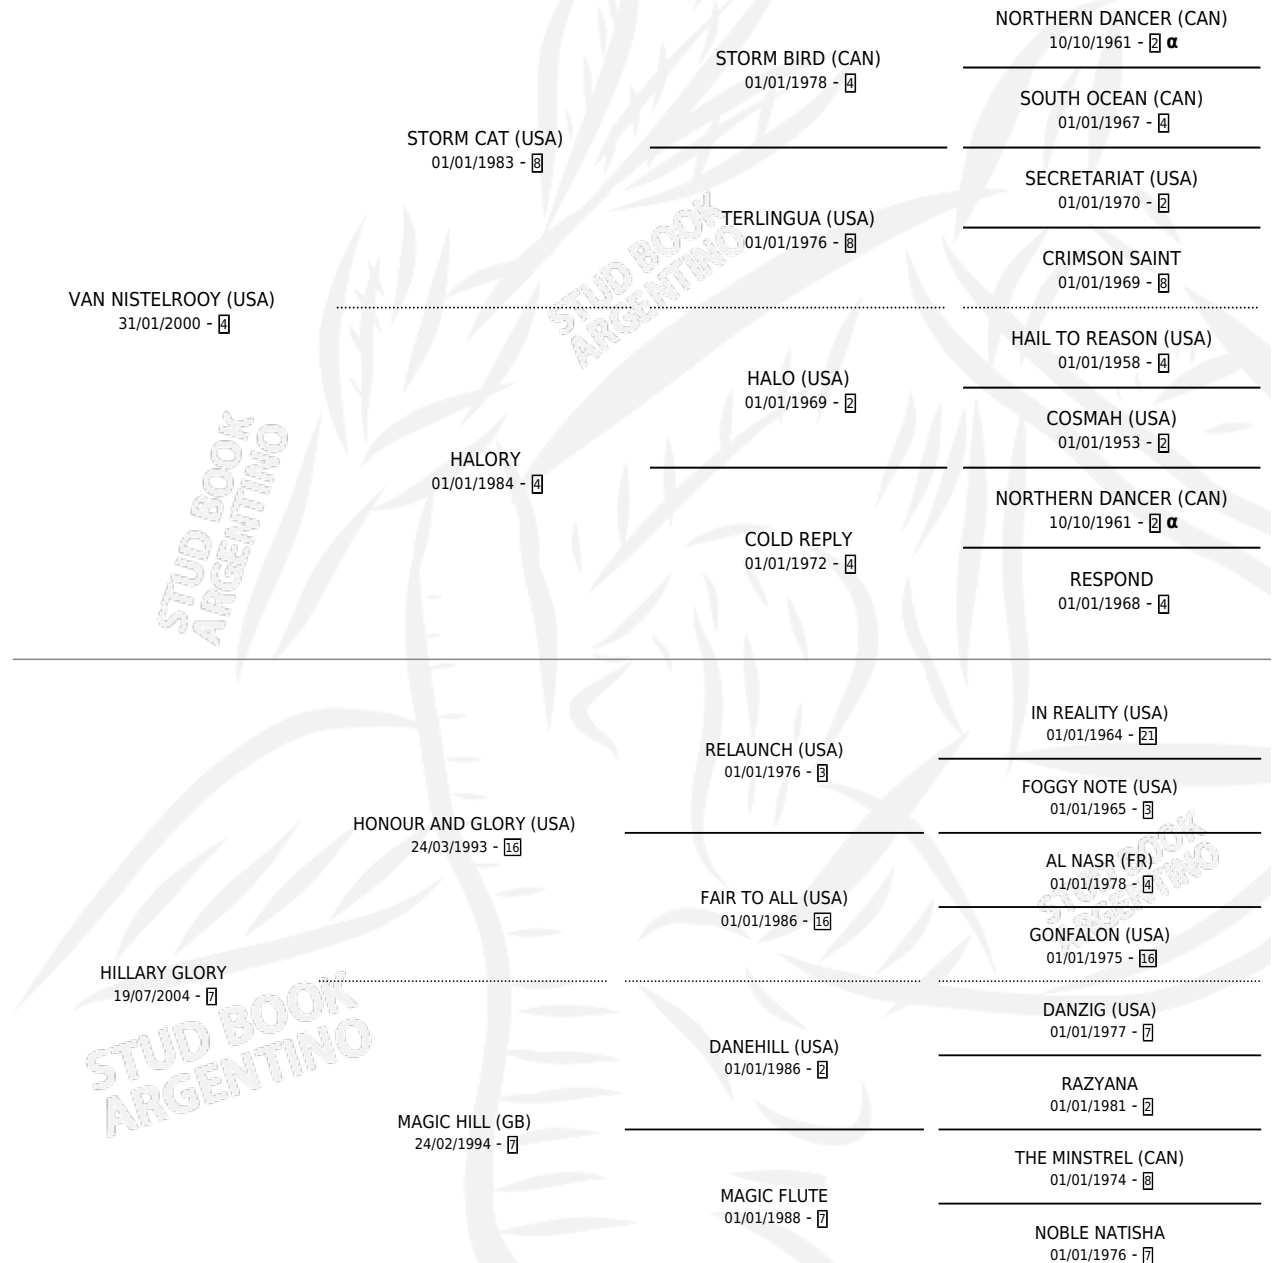 NORTHERN DANCER (CAN)
10/10/1961 - 2 α
STORM BIRD (CAN)
01/01/1978 - 4
SOUTH OCEAN (CAN)
01/01/1967 - 4
STORM CAT (USA)
01/01/1983 - 8
SECRETARIAT (USA)
01/01/1970 - 2
TERLINGUA (USA)
01/01/1976 - 8
CRIMSON SAINT
01/01/1969 - 8
VAN NISTELROOY (USA)
31/01/2000 - 4
HAIL TO REASON (USA)
01/01/1958 - 4
HALO (USA)
01/01/1969 - 2
COSMAH (USA)
01/01/1953 - 2
HALORY
01/01/1984 - 4
NORTHERN DANCER (CAN)
10/10/1961 - 2 α
COLD REPLY
01/01/1972 - 4
RESPOND
01/01/1968 - 4
IN REALITY (USA)
01/01/1964 - 21
RELAUNCH (USA)
01/01/1976 - 3
FOGGY NOTE (USA)
01/01/1965 - 3
HONOUR AND GLORY (USA)
24/03/1993 - 16
AL NASR (FR)
01/01/1978 - 4
FAIR TO ALL (USA)
01/01/1986 - 16
GONFALON (USA)
01/01/1975 - 16
HILLARY GLORY
19/07/2004 - 7
DANZIG (USA)
01/01/1977 - 7
DANEHILL (USA)
01/01/1986 - 2
RAZYANA
01/01/1981 - 2
MAGIC HILL (GB)
24/02/1994 - 7
THE MINSTREL (CAN)
01/01/1974 - 8
MAGIC FLUTE
01/01/1988 - 7
NOBLE NATISHA
01/01/1976 - 7
STUD BOOK
ARGENTINO
STUD BOOK
ARGENTINO
STUD BOOK
ARGENTINO
STUD BOOK
ARGENTINO